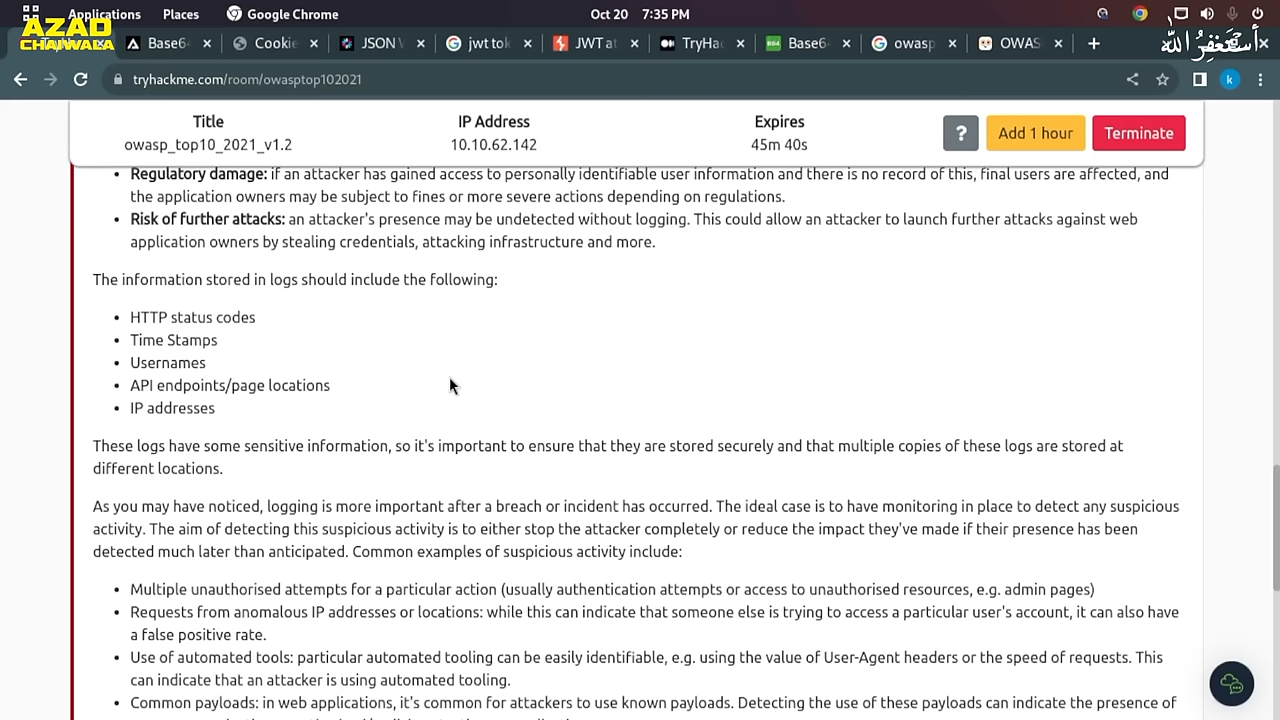 Applications Places Google Chrome Oct 20 7:35 PM
AZAD
CHAIWALA
Base6 Cookie JSON jwt tok JWT at TryHac Base6 owasp OWAS
أستغفر الله
tryhackme.com/room/owasptop102021 k
Title IP Address Expires
owasp_top10_2021_v1.2 10.10.62.142 45m 40s ? Add 1 hour Terminate
• Regulatory damage: if an attacker has gained access to personally identifiable user information and there is no record of this, final users are affected, and
the application owners may be subject to fines or more severe actions depending on regulations.
• Risk of further attacks: an attacker's presence may be undetected without logging. This could allow an attacker to launch further attacks against web
application owners by stealing credentials, attacking infrastructure and more.
The information stored in logs should include the following:
• HTTP status codes
• Time Stamps
• Usernames
• API endpoints/page locations
• IP addresses
These logs have some sensitive information, so it's important to ensure that they are stored securely and that multiple copies of these logs are stored at
different locations.
As you may have noticed, logging is more important after a breach or incident has occurred. The ideal case is to have monitoring in place to detect any suspicious
activity. The aim of detecting this suspicious activity is to either stop the attacker completely or reduce the impact they've made if their presence has been
detected much later than anticipated. Common examples of suspicious activity include:
• Multiple unauthorised attempts for a particular action (usually authentication attempts or access to unauthorised resources, e.g. admin pages)
• Requests from anomalous IP addresses or locations: while this can indicate that someone else is trying to access a particular user's account, it can also have
a false positive rate.
• Use of automated tools: particular automated tooling can be easily identifiable, e.g. using the value of User-Agent headers or the speed of requests. This
can indicate that an attacker is using automated tooling.
• Common payloads: in web applications, it's common for attackers to use known payloads. Detecting the use of these payloads can indicate the presence of